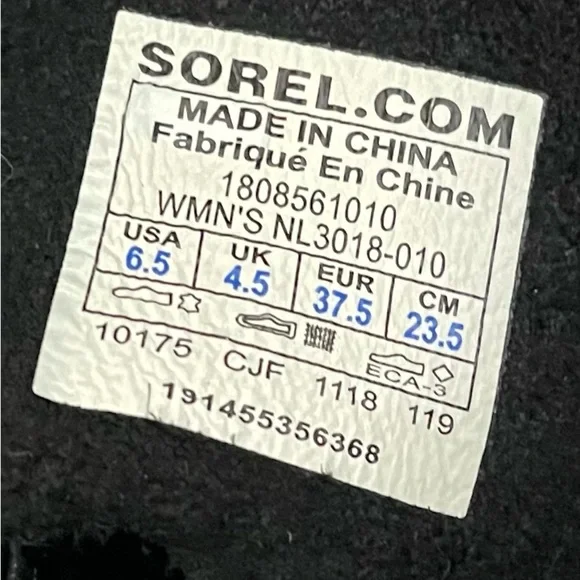 SOREL.COM
MADE IN CHINA
Fabriqué En Chine
1808561010
WMN'S NL3018-010
USA UK EUR CM
6.5 4.5 37.5 23.5
ECA-3
10175 CJF 1118 119
191455356368